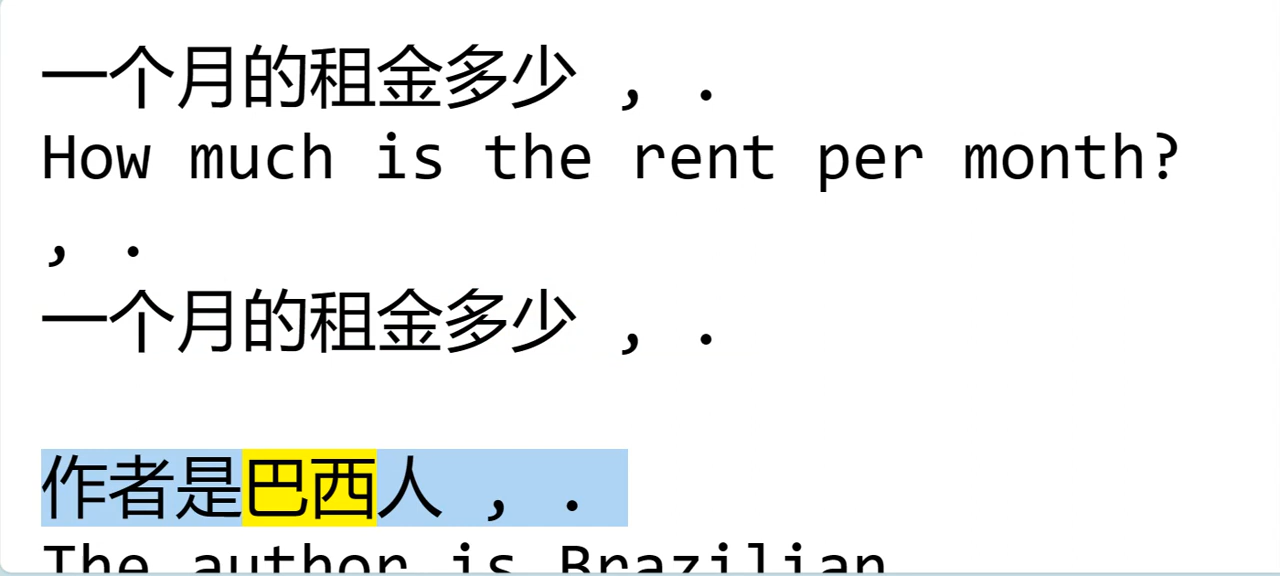 一个月的租金多少 , .
How much is the rent per month?
, .
一个月的租金多少 , .
作者是巴西人 , .
The author is Brazilian